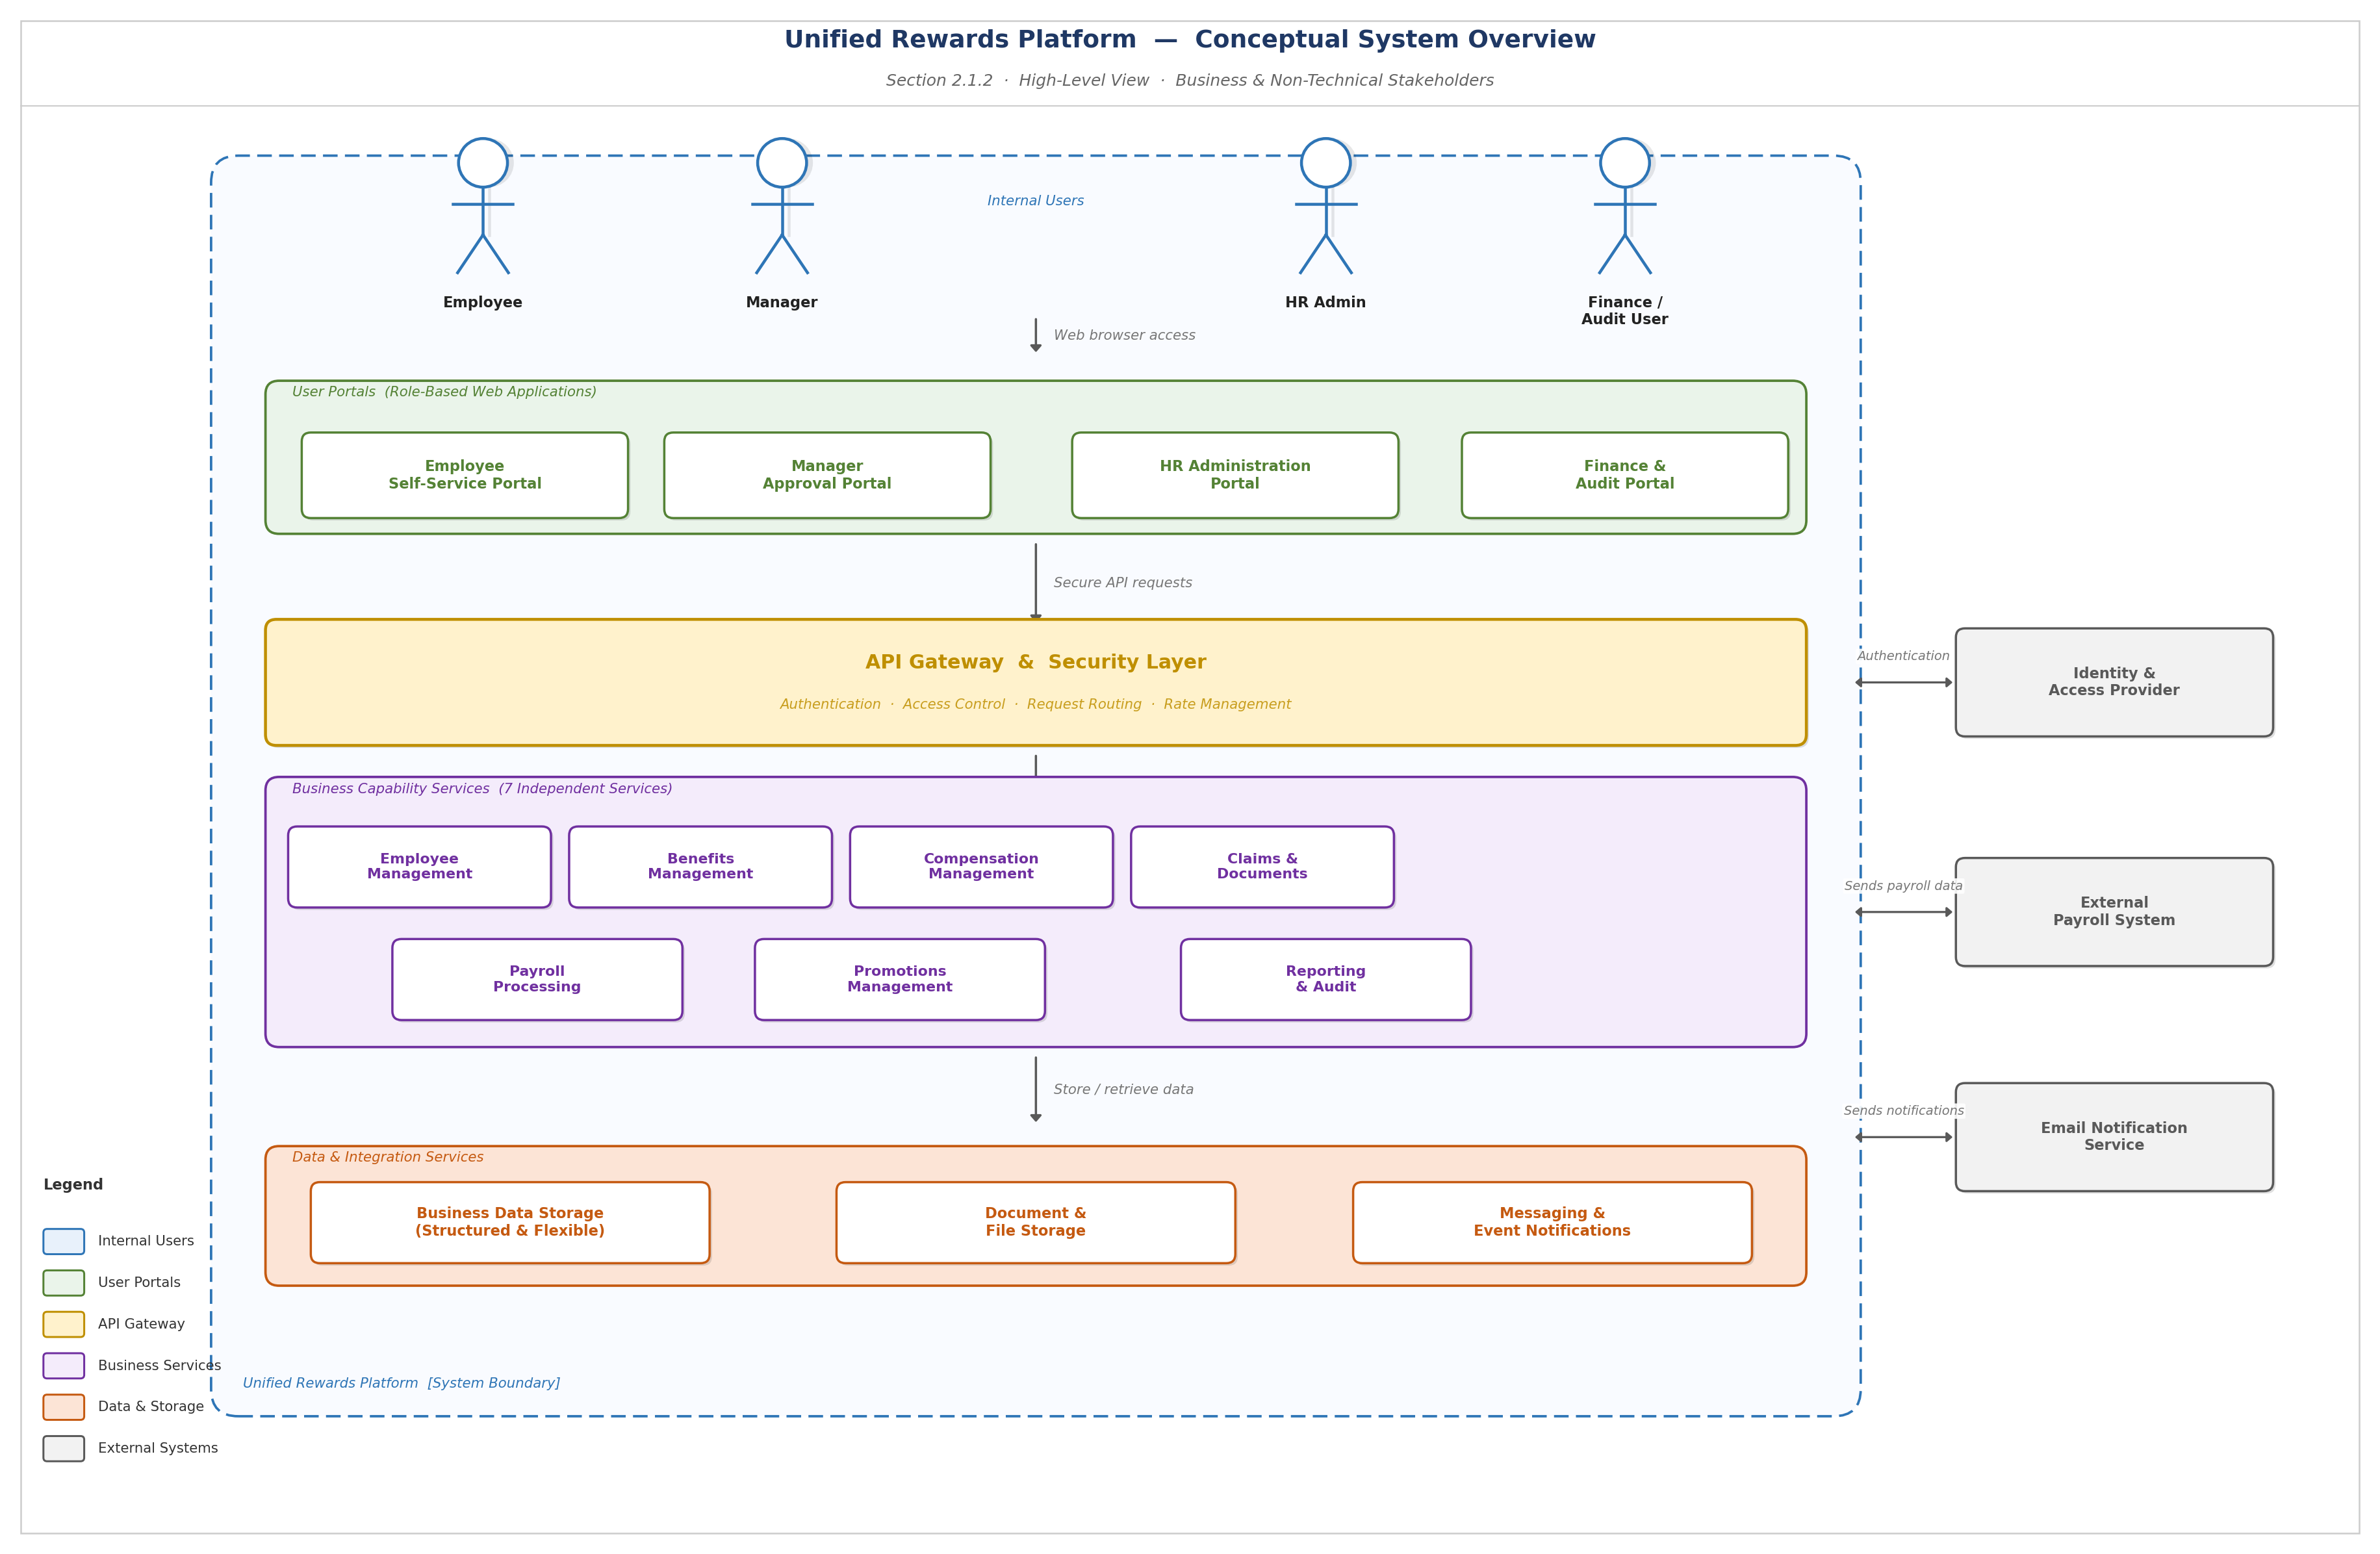 Unified Rewards Platform — Conceptual System Overview
Section 2.1.2 · High-Level View · Business & Non-Technical Stakeholders
Internal Users
Employee
Manager
HR Admin
Finance /
Audit User
Web browser access
User Portals (Role-Based Web Applications)
Employee
Self-Service Portal
Manager
Approval Portal
HR Administration
Portal
Finance &
Audit Portal
Secure API requests
API Gateway & Security Layer
Authentication · Access Control · Request Routing · Rate Management
Authentication
Identity &
Access Provider
Business Capability Services (7 Independent Services)
Employee
Management
Benefits
Management
Compensation
Management
Claims &
Documents
Payroll
Processing
Promotions
Management
Reporting
& Audit
Sends payroll data
External
Payroll System
Store / retrieve data
Sends notifications
Email Notification
Service
Data & Integration Services
Business Data Storage
(Structured & Flexible)
Document &
File Storage
Messaging &
Event Notifications
Unified Rewards Platform [System Boundary]
Legend
Internal Users
User Portals
API Gateway
Business Services
Data & Storage
External Systems